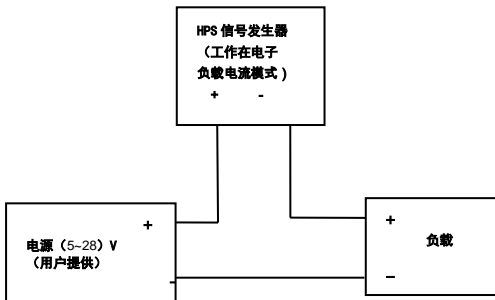 HPS 信号发生器
（工作在电子
负载电流模式）
+ -
+
电源（5~28）V
（用户提供）
-
+
负载
-